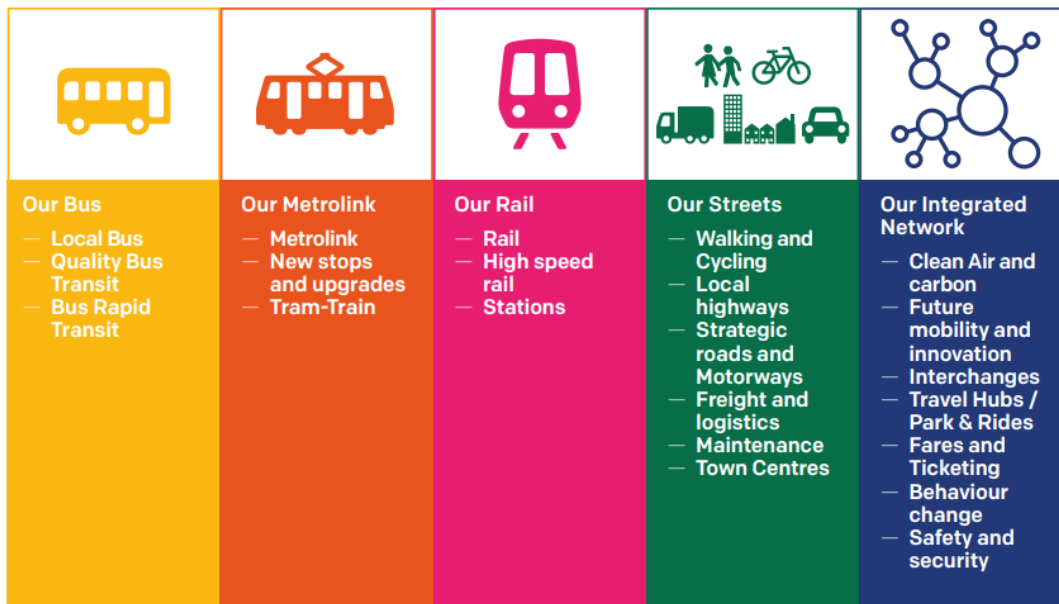 Our Bus
— Local Bus
— Quality Bus
Transit
— Bus Rapid
Transit
Our Metrolink
— Metrolink
— New stops
and upgrades
— Tram-Train
Our Rail
— Rail
— High speed
rail
— Stations
Our Streets
— Walking and
Cycling
— Local
highways
— Strategic
roads and
Motorways
— Freight and
logistics
— Maintenance
— Town Centres
Our Integrated
Network
— Clean Air and
carbon
— Future
mobility and
innovation
— Interchanges
— Travel Hubs /
Park & Rides
— Fares and
Ticketing
— Behaviour
change
— Safety and
security